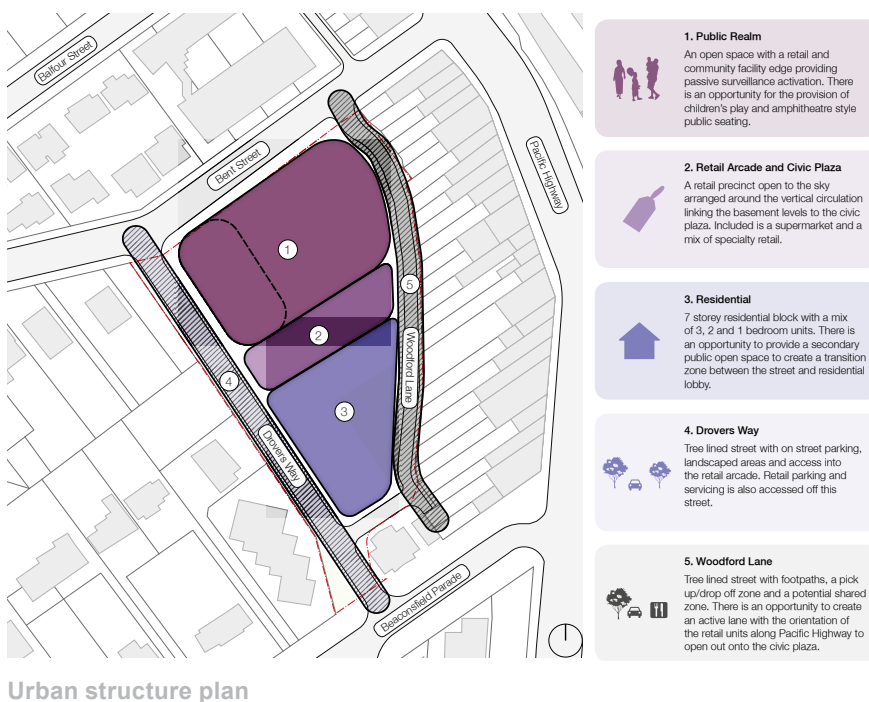 Balfour Street
Bent Street
Pacific Highway
1
2
3
4
5
Woodford Lane
Drovers Way
Beaconsfield Parade
1. Public Realm
An open space with a retail and
community facility edge providing
passive surveillance activation. There
is an opportunity for the provision of
children's play and amphitheatre style
public seating.
2. Retail Arcade and Civic Plaza
A retail precinct open to the sky
arranged around the vertical circulation
linking the basement levels to the civic
plaza. Included is a supermarket and a
mix of specialty retail.
3. Residential
7 storey residential block with a mix
of 3, 2 and 1 bedroom units. There is
an opportunity to provide a secondary
public open space to create a transition
zone between the street and residential
lobby.
4. Drovers Way
Tree lined street with on street parking,
landscaped areas and access into
the retail arcade. Retail parking and
servicing is also accessed off this
street.
5. Woodford Lane
Tree lined street with footpaths, a pick
up/drop off zone and a potential shared
zone. There is an opportunity to create
an active lane with the orientation of
the retail units along Pacific Highway to
open out onto the civic plaza.
Urban structure plan